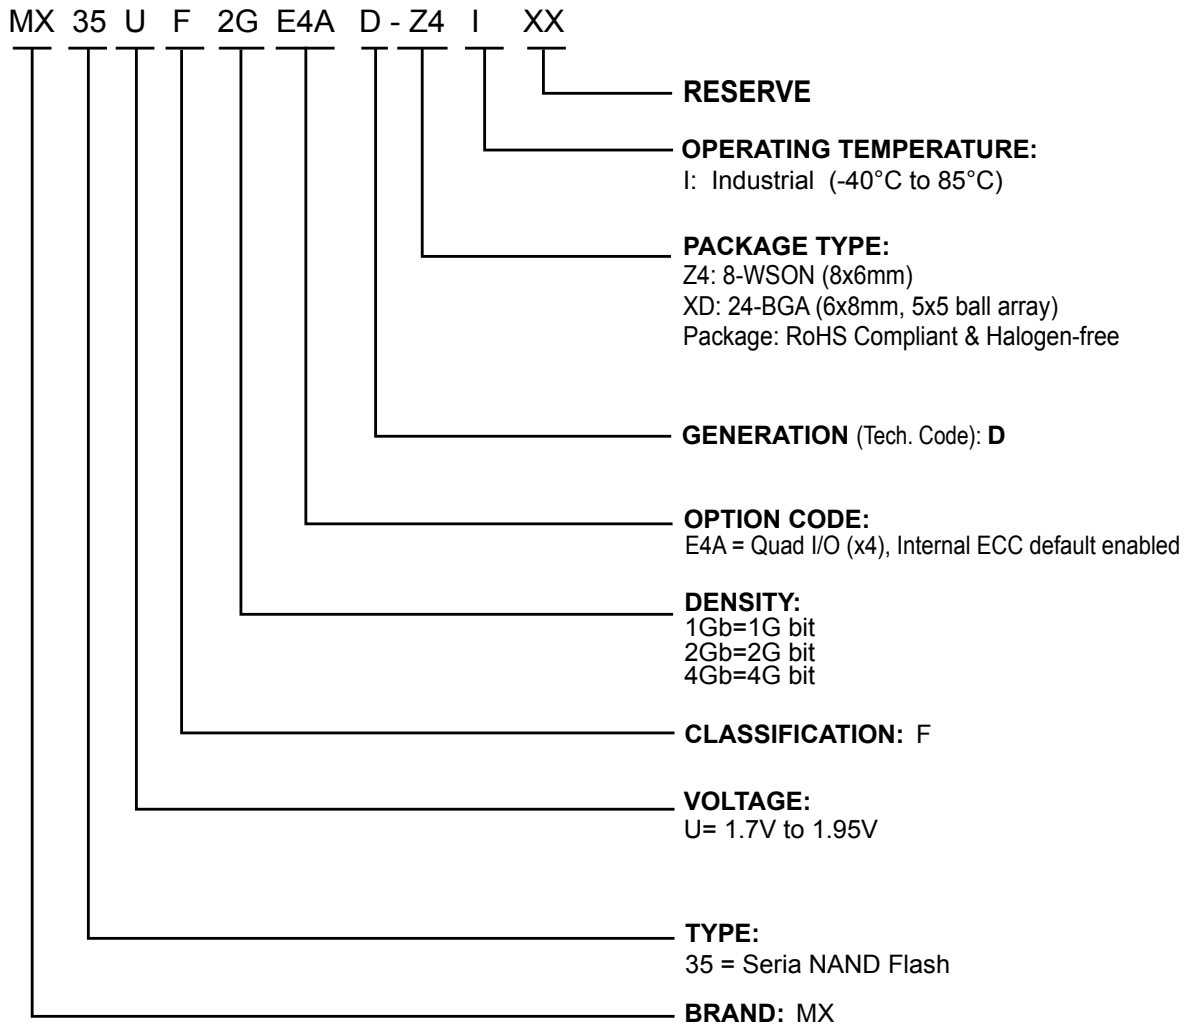 MX 35 U F 2G E4A D - Z4 I XX
RESERVE
OPERATING TEMPERATURE:
I: Industrial (-40°C to 85°C)
PACKAGE TYPE:
Z4: 8-WSON (8x6mm)
XD: 24-BGA (6x8mm, 5x5 ball array)
Package: RoHS Compliant & Halogen-free
GENERATION (Tech. Code): D
OPTION CODE:
E4A = Quad I/O (x4), Internal ECC default enabled
DENSITY:
1Gb=1G bit
2Gb=2G bit
4Gb=4G bit
CLASSIFICATION: F
VOLTAGE:
U= 1.7V to 1.95V
TYPE:
35 = Seria NAND Flash
BRAND: MX